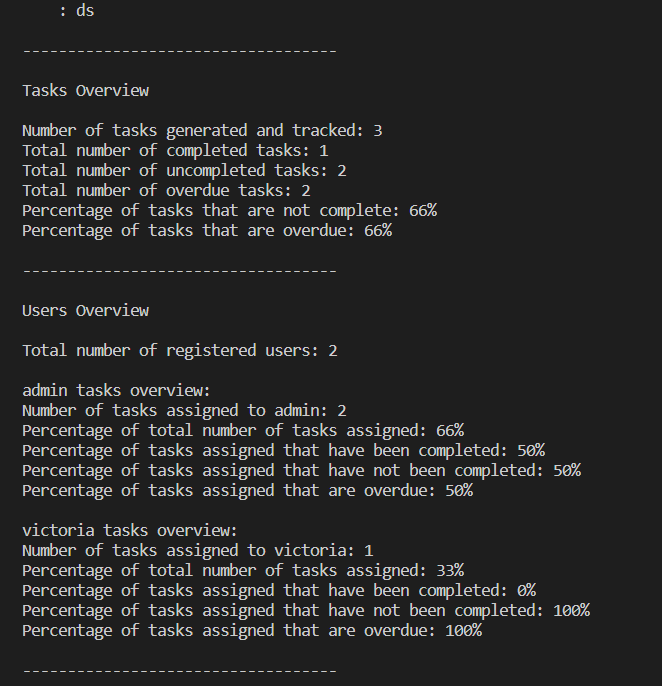 : ds
----------------------------------
Tasks Overview
Number of tasks generated and tracked: 3
Total number of completed tasks: 1
Total number of uncompleted tasks: 2
Total number of overdue tasks: 2
Percentage of tasks that are not complete: 66%
Percentage of tasks that are overdue: 66%
----------------------------------
Users Overview
Total number of registered users: 2
admin tasks overview:
Number of tasks assigned to admin: 2
Percentage of total number of tasks assigned: 66%
Percentage of tasks assigned that have been completed: 50%
Percentage of tasks assigned that have not been completed: 50%
Percentage of tasks assigned that are overdue: 50%
victoria tasks overview:
Number of tasks assigned to victoria: 1
Percentage of total number of tasks assigned: 33%
Percentage of tasks assigned that have been completed: 0%
Percentage of tasks assigned that have not been completed: 100%
Percentage of tasks assigned that are overdue: 100%
----------------------------------